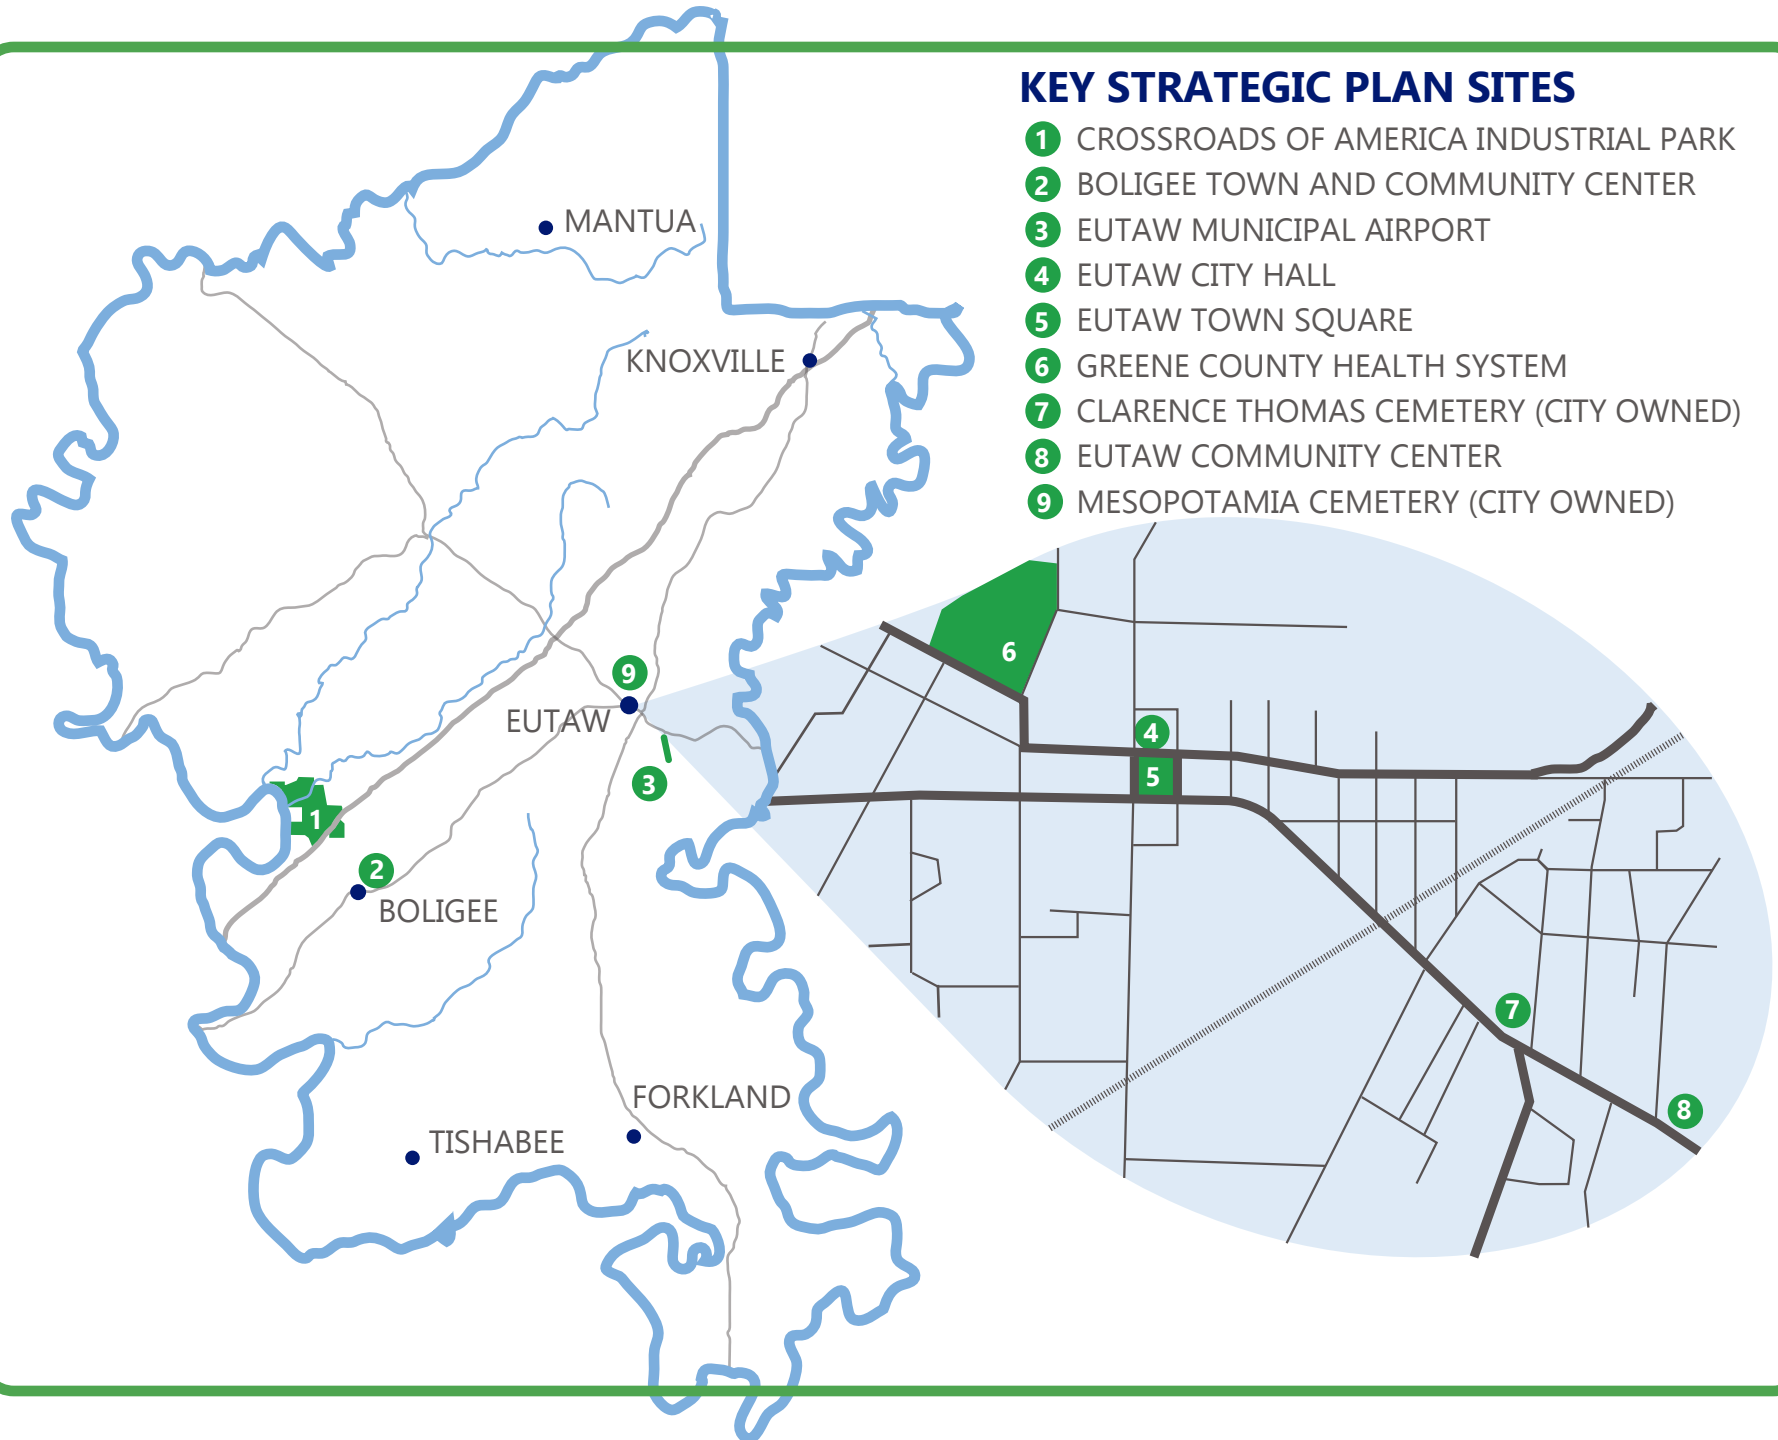 KEY STRATEGIC PLAN SITES
1 CROSSROADS OF AMERICA INDUSTRIAL PARK
2 BOLIGEE TOWN AND COMMUNITY CENTER
3 EUTAW MUNICIPAL AIRPORT
4 EUTAW CITY HALL
5 EUTAW TOWN SQUARE
6 GREENE COUNTY HEALTH SYSTEM
7 CLARENCE THOMAS CEMETERY (CITY OWNED)
8 EUTAW COMMUNITY CENTER
9 MESOPOTAMIA CEMETERY (CITY OWNED)
MANTUA
KNOXVILLE
9
EUTAW
3
1
2
BOLIGEE
FORKLAND
TISHABEE
6
4
5
7
8